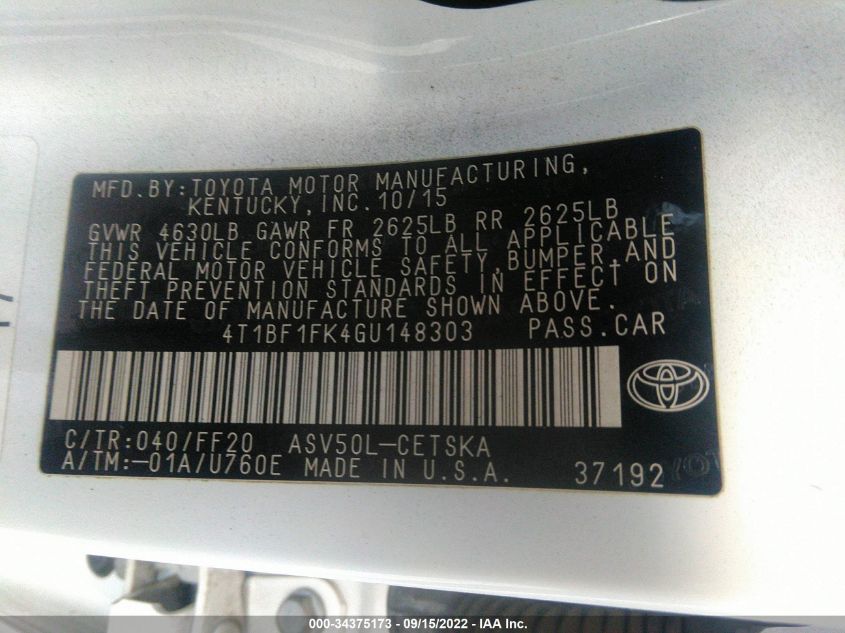 MFD.BY:TOYOTA MOTOR MANUFACTURING,
KENTUCKY,INC.10/15
GVWR 4630LB GAWR FR 2625LB RR 2625LB
THIS VEHICLE CONFORMS TO ALL APPLICABLE
FEDERAL MOTOR VEHICLE SAFETY,BUMPER,AND
THEFT PREVENTION STANDARDS IN EFFECT ON
THE DATE OF MANUFACTURE SHOWN ABOVE.
4T1BF1FK4GU148303 PASS.CAR
C/TR:040/FF20 ASV50L-CETSKA
A/TM:-01A/U760E MADE IN U.S.A. 37192
000-34375173 - 09/15/2022 - IAA Inc.